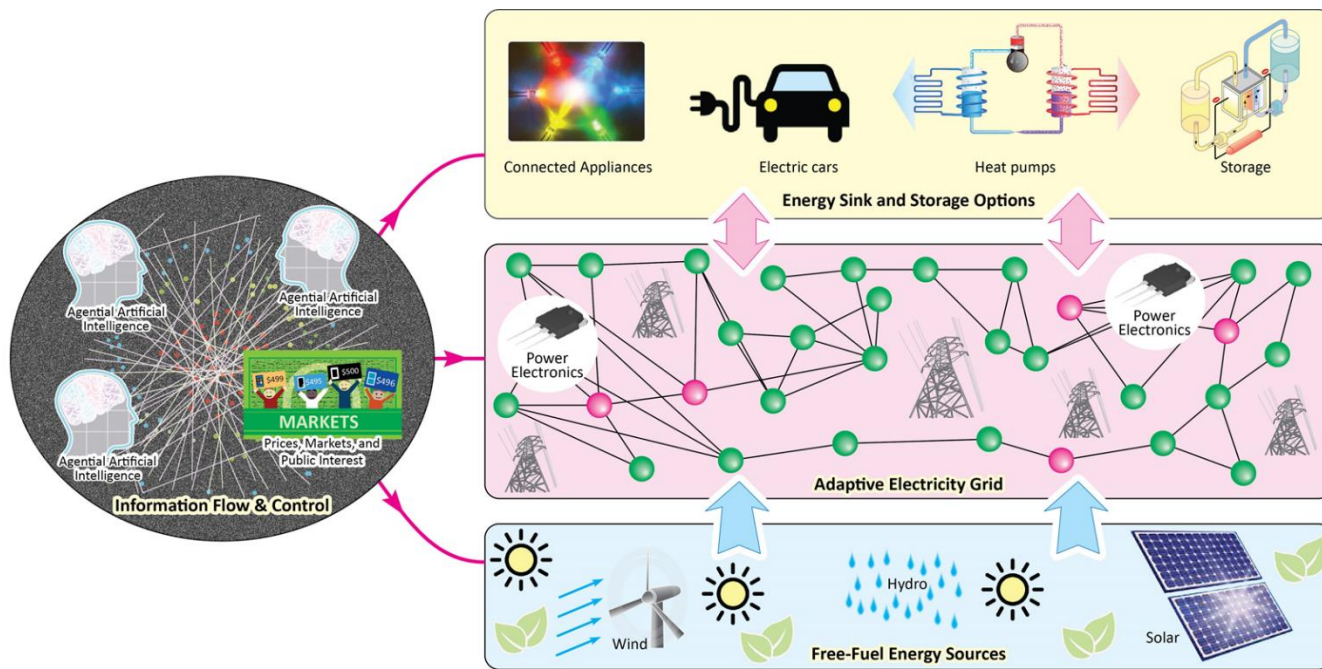 Connected Appliances
Electric cars
Heat pumps
Storage
Energy Sink and Storage Options
Agential Artificial
Intelligence
Agential Artificial
Intelligence
Agential Artificial
Intelligence
$499
$495
$500
$496
MARKETS
Prices, Markets, and
Public Interest
Information Flow & Control
Power
Electronics
Power
Electronics
Adaptive Electricity Grid
Wind
Hydro
Solar
Free-Fuel Energy Sources